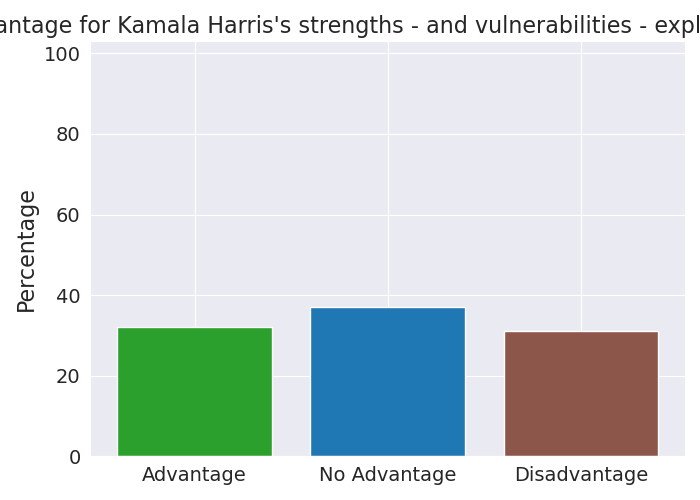 antage for Kamala Harris's strengths - and vulnerabilities - expl
100
80
60
40
20
0
Percentage
Advantage No Advantage Disadvantage